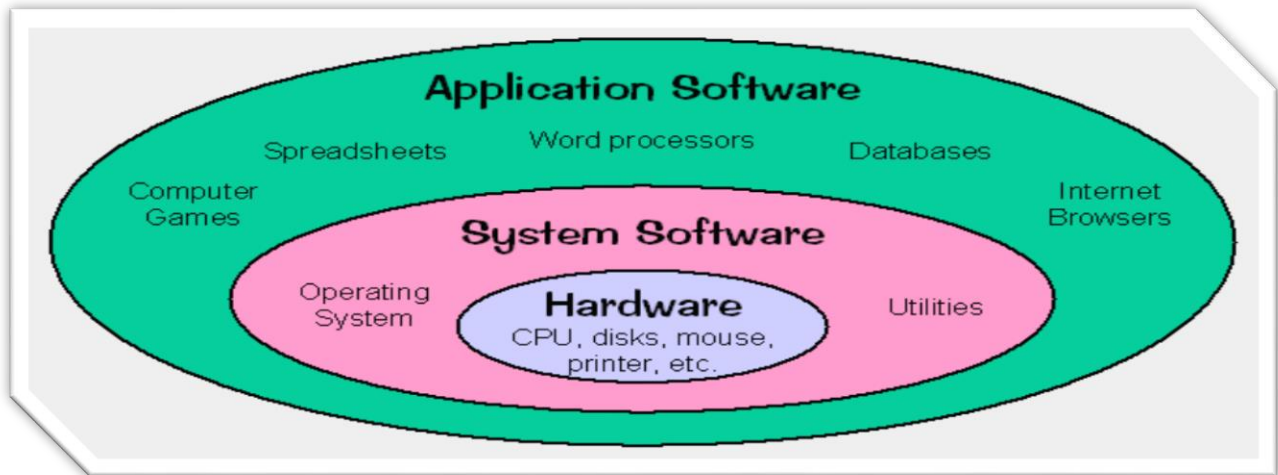 Application Software
Word processors
Spreadsheets
Databases
Computer
Games
Internet
Browsers
System Software
Operating
System
Utilities
Hardware
CPU, disks, mouse,
printer, etc.